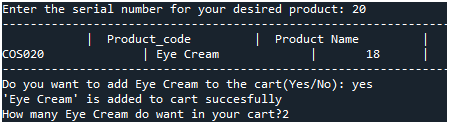 Enter the serial number for your desired product: 20
------------------------------------------------------------
| Product_code | Product Name |
COS020 | Eye Cream | 18 |
------------------------------------------------------------
Do you want to add Eye Cream to the cart(Yes/No): yes
'Eye Cream' is added to cart succesfully
How many Eye Cream do want in your cart?2